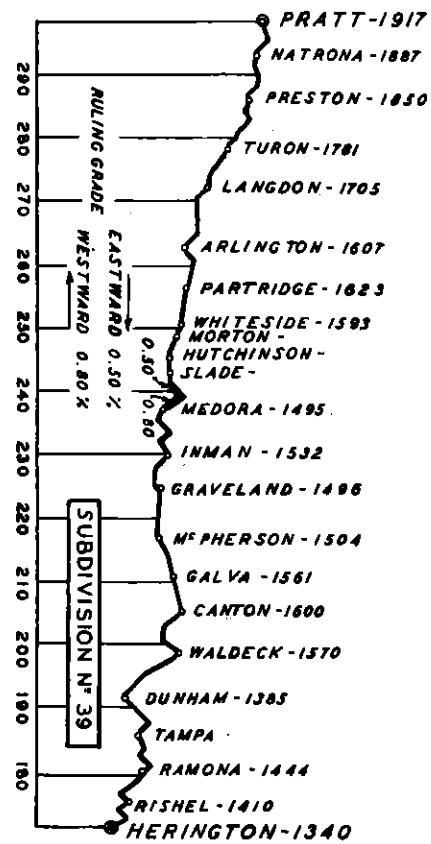 PRATT-1917
NATRONA-1887
PRESTON-1850
TURON-1781
LANGDON-1705
ARLINGTON-1607
PARTRIDGE-1623
WHITESIDE-1593
MORTON-
HUTCHINSON-
SLADE-
MEDORA-1495
INMAN-1532
GRAVELAND-1496
McPHERSON-1504
GALVA-1561
CANTON-1600
WALDECK-1570
DUNHAM-1385
TAMPA
RAMONA-1444
RISHEL-1410
HERINGTON-1340
RULING GRADE
EASTWARD 0.50%
WESTWARD 0.80%
0.50
0.80
SUBDIVISION Nº 39
290
280
270
260
250
240
230
220
210
200
190
180